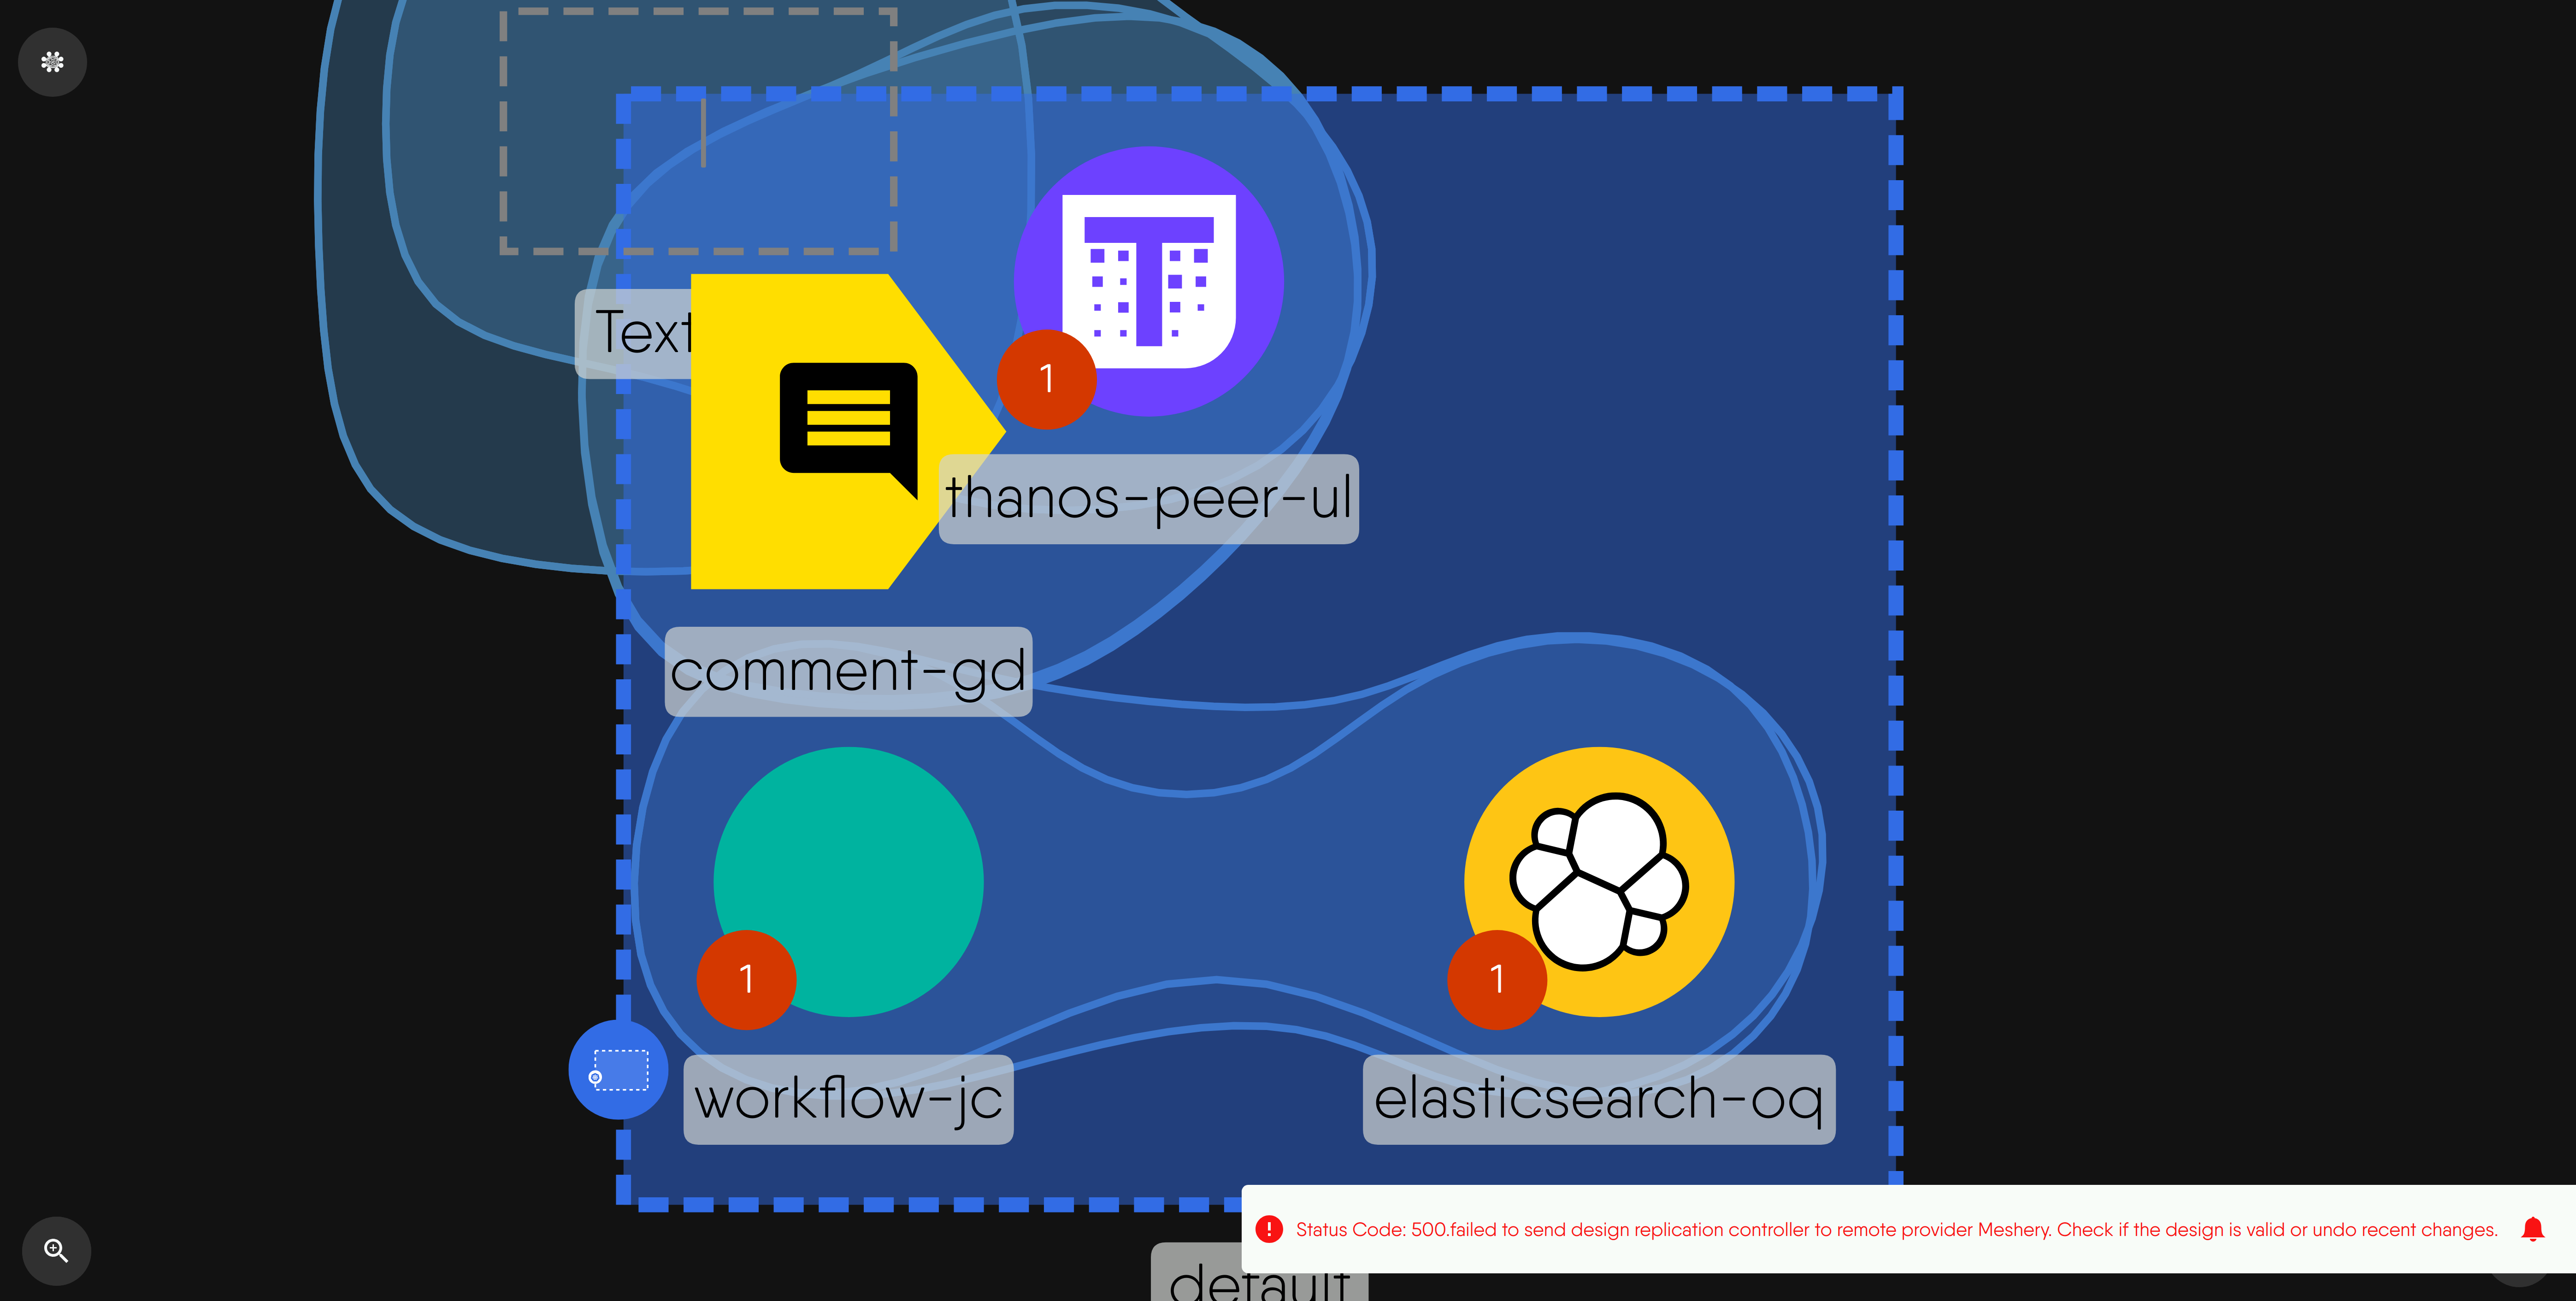 Text
1
thanos-peer-ul
comment-gd
1
1
workflow-jc
elasticsearch-oq
Status Code: 500.failed to send design replication controller to remote provider Meshery. Check if the design is valid or undo recent changes.
default